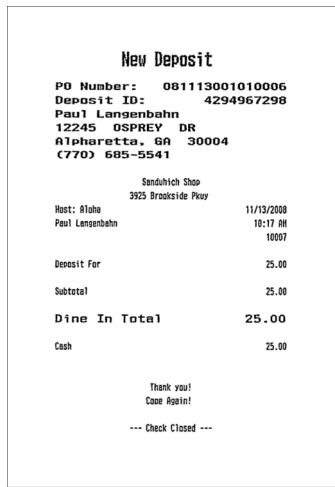 New Deposit
PO Number: 081113001010006
Deposit ID: 4294967298
Paul Langenbahn
12245 OSPREY DR
Alpharetta, GA 30004
(770) 685-5541
Sandwhich Shop
3925 Brookside Pkwy
Host: Aloha 11/13/2008
Paul Langenbahn 10:17 AM
10007
Deposit For 25.00
Subtotal 25.00
Dine In Total 25.00
Cash 25.00
Thank you!
Come Again!
--- Check Closed ---